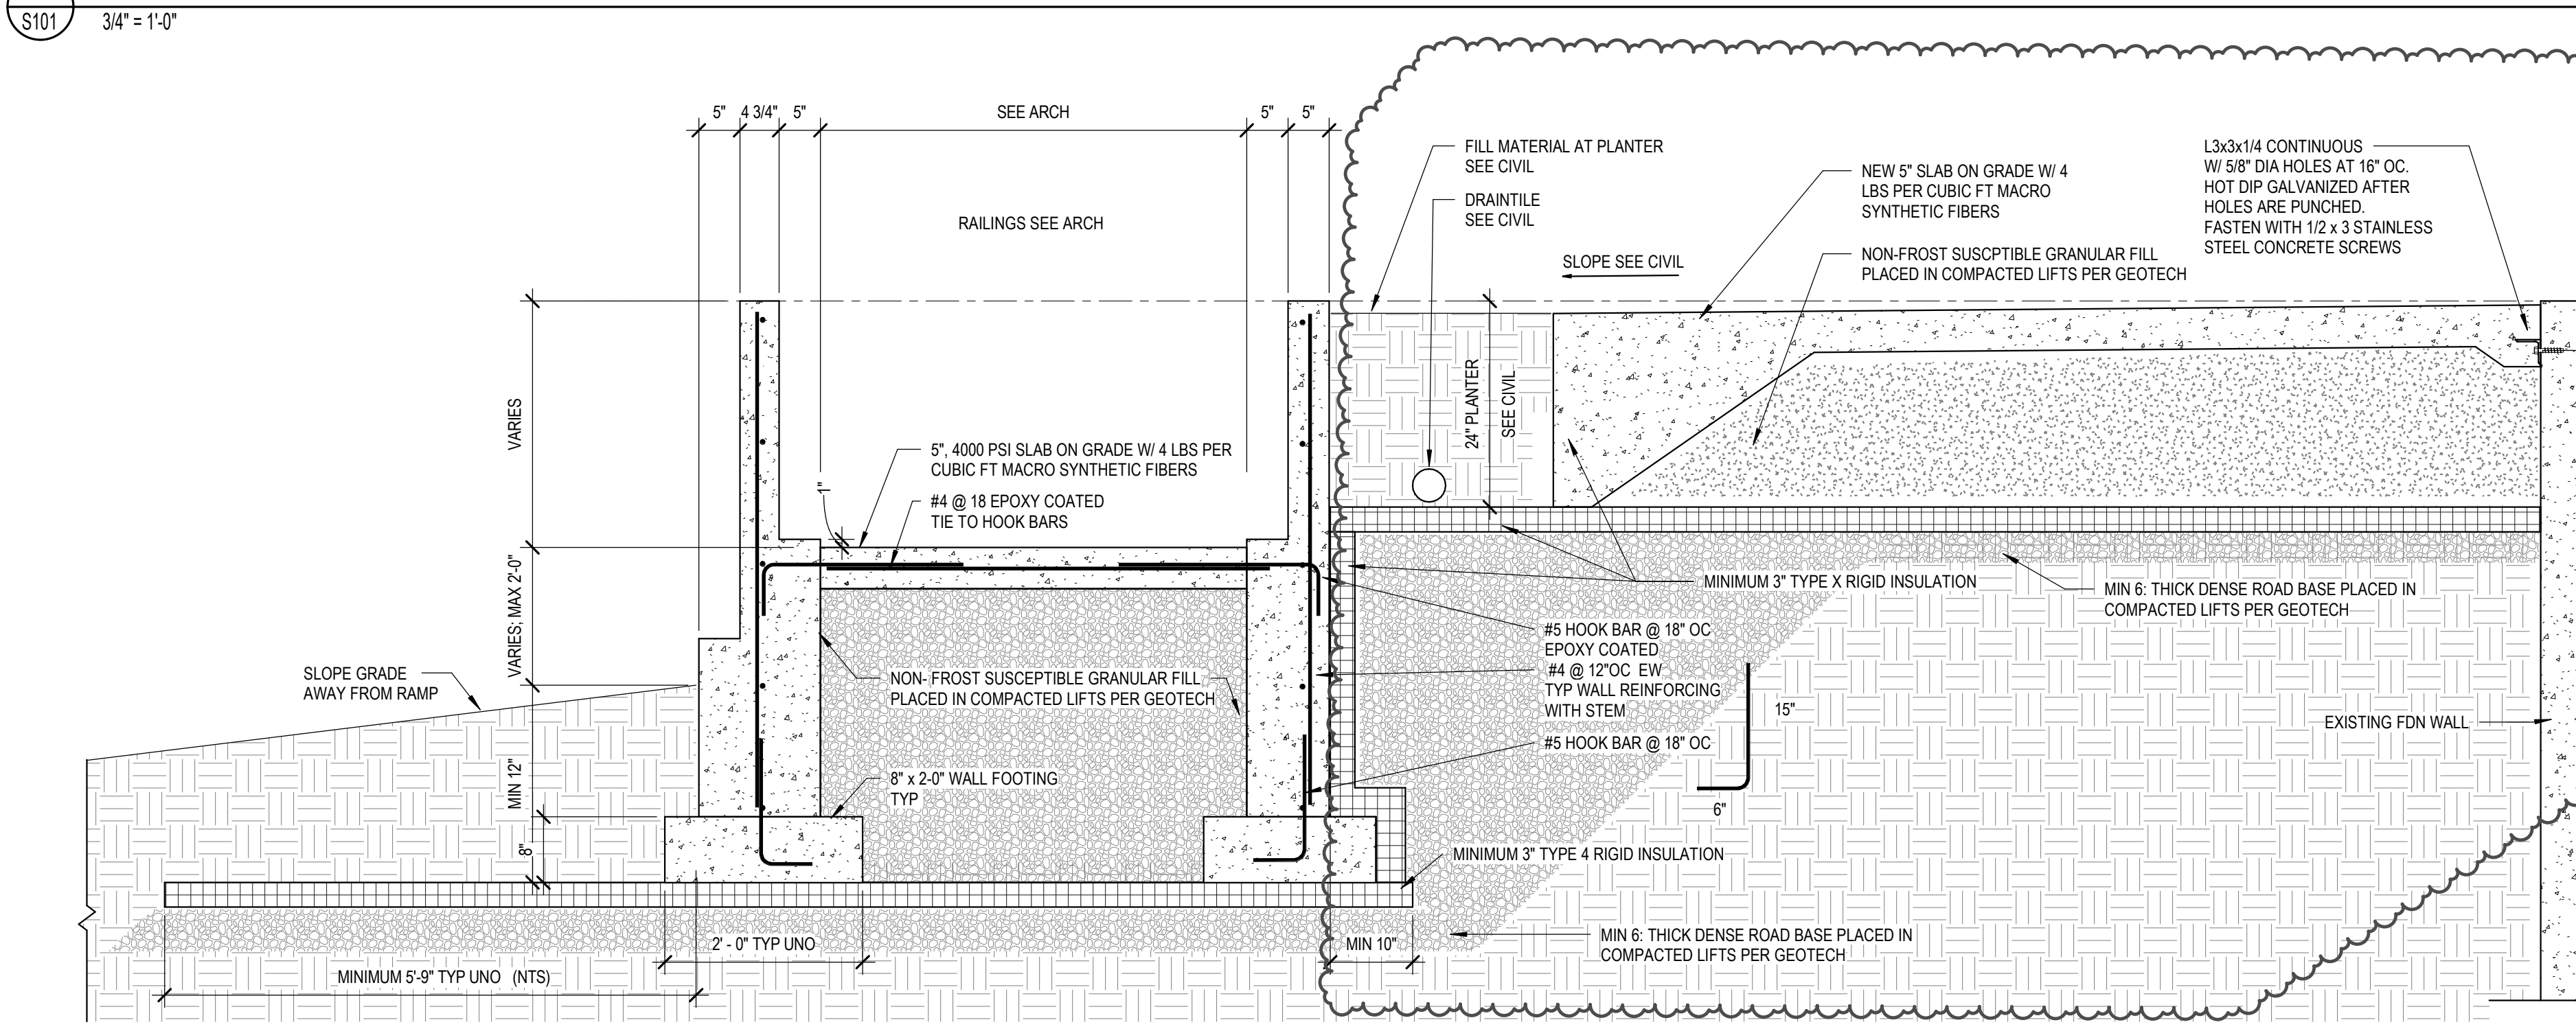 S101
3/4" = 1'-0"
5"
4 3/4"
5"
SEE ARCH
5"
5"
RAILINGS SEE ARCH
FILL MATERIAL AT PLANTER
SEE CIVIL
DRAINTILE
SEE CIVIL
SLOPE SEE CIVIL
NEW 5" SLAB ON GRADE W/ 4
LBS PER CUBIC FT MACRO
SYNTHETIC FIBERS
NON-FROST SUSCPTIBLE GRANULAR FILL
PLACED IN COMPACTED LIFTS PER GEOTECH
L3x3x1/4 CONTINUOUS
W/ 5/8" DIA HOLES AT 16" OC.
HOT DIP GALVANIZED AFTER
HOLES ARE PUNCHED.
FASTEN WITH 1/2 x 3 STAINLESS
STEEL CONCRETE SCREWS
VARIES
VARIES; MAX 2'-0"
MIN 12"
8"
1"
5", 4000 PSI SLAB ON GRADE W/ 4 LBS PER
CUBIC FT MACRO SYNTHETIC FIBERS
#4 @ 18 EPOXY COATED
TIE TO HOOK BARS
24" PLANTER
SEE CIVIL
SLOPE GRADE
AWAY FROM RAMP
NON- FROST SUSCEPTIBLE GRANULAR FILL
PLACED IN COMPACTED LIFTS PER GEOTECH
8" x 2-0" WALL FOOTING
TYP
MINIMUM 3" TYPE X RIGID INSULATION
MIN 6: THICK DENSE ROAD BASE PLACED IN
COMPACTED LIFTS PER GEOTECH
#5 HOOK BAR @ 18" OC
EPOXY COATED
#4 @ 12"OC EW
TYP WALL REINFORCING
WITH STEM
#5 HOOK BAR @ 18" OC
15"
6"
EXISTING FDN WALL
MINIMUM 3" TYPE 4 RIGID INSULATION
2' - 0" TYP UNO
MIN 10"
MIN 6: THICK DENSE ROAD BASE PLACED IN
COMPACTED LIFTS PER GEOTECH
MINIMUM 5'-9" TYP UNO (NTS)